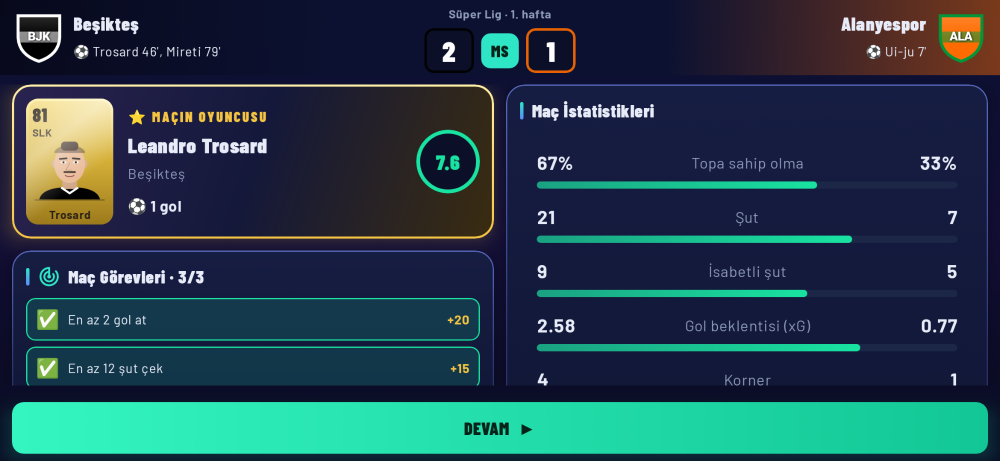 BJK
Beşiktaş
⚽ Trosard 46', Mireti 79'
Süper Lig · 1. hafta
2 MS 1
Alanyespor
⚽ Ui-ju 7'
ALA
81
SLK
Trosard
⭐ MAÇIN OYUNCUSU
Leandro Trosard
Beşikteş
⚽ 1 gol
7.6
Maç Görevleri · 3/3
✅ En az 2 gol at +20
✅ En az 12 şut çek +15
Maç İstatistikleri
67% Topa sahip olma 33%
21 Şut 7
9 İsabetli şut 5
2.58 Gol beklentisi (xG) 0.77
4 Korner 1
DEVAM ►